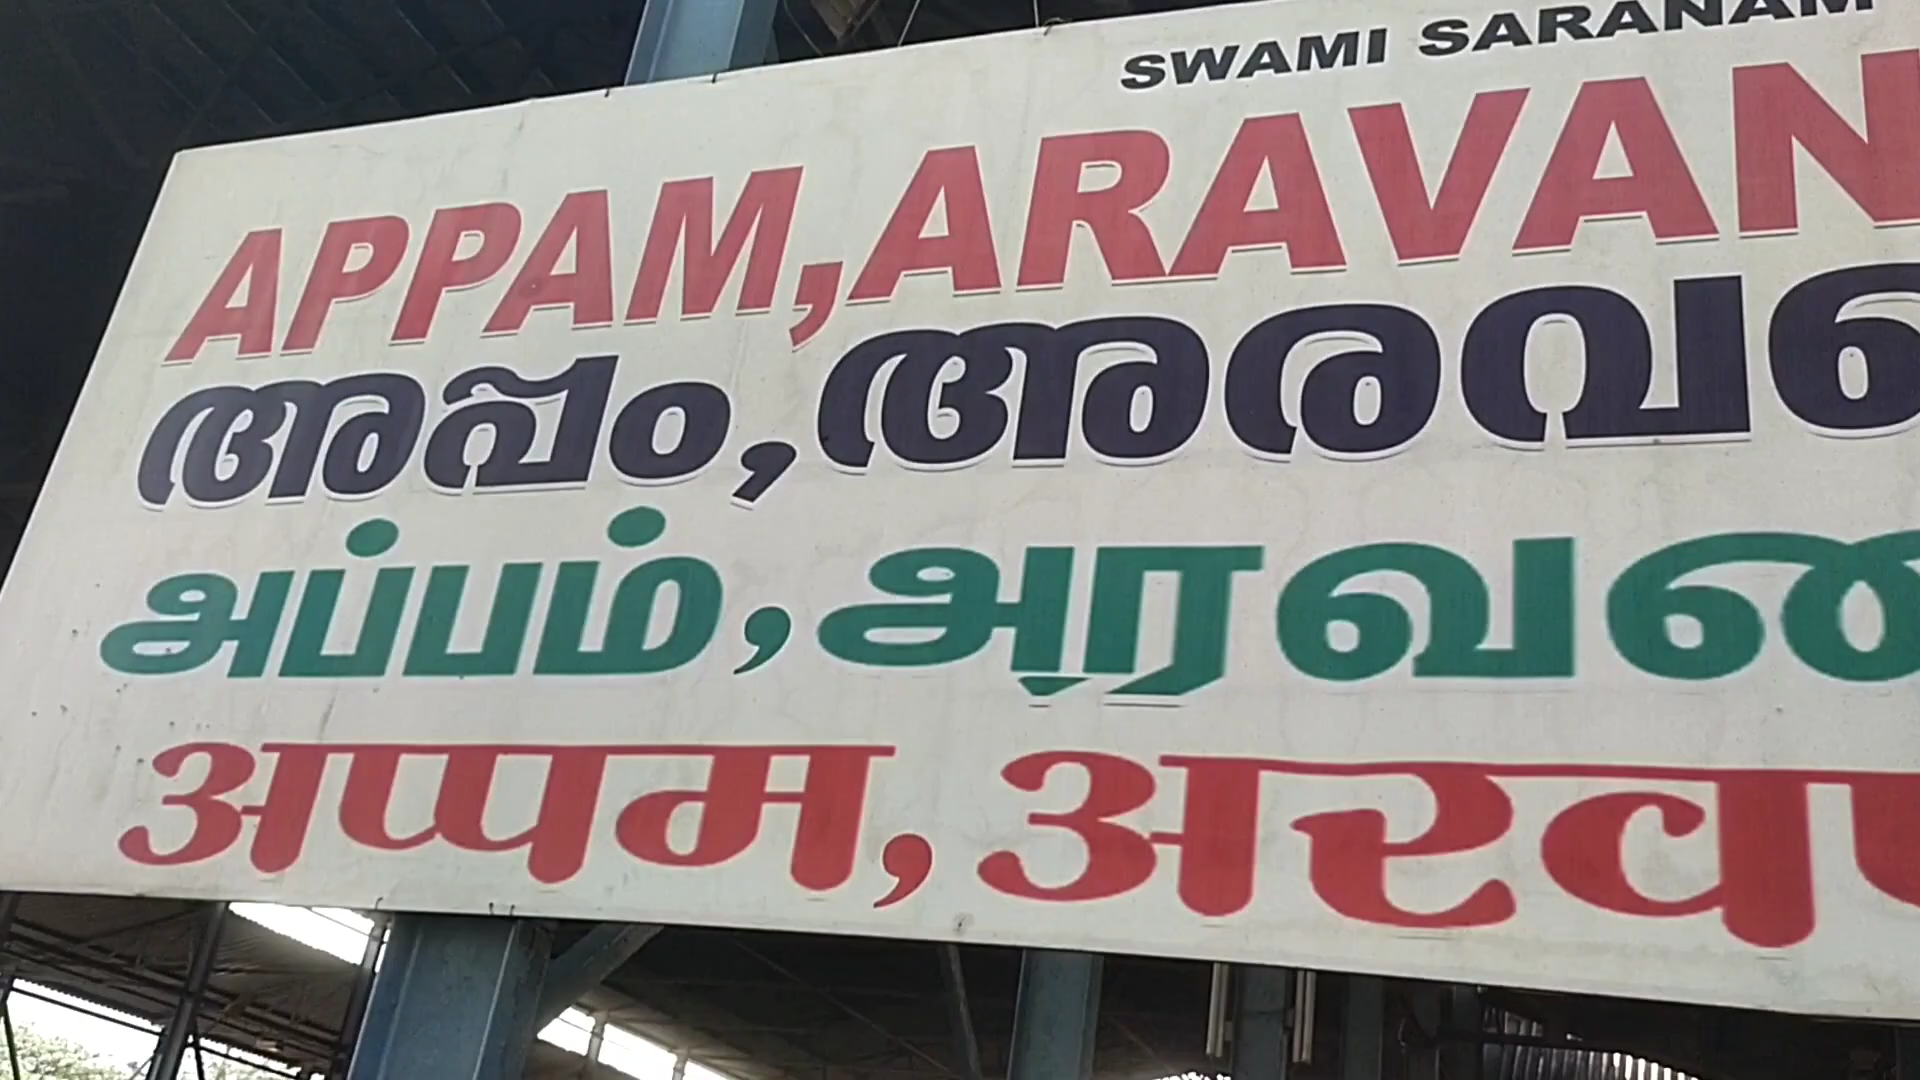 SWAMI SARANAM
APPAM, ARAVAN
അപ്പം, അരവ
அப்பம், அரவ
अप्पम, अरव